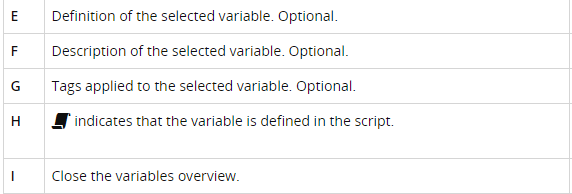 E Definition of the selected variable. Optional.
F Description of the selected variable. Optional.
G Tags applied to the selected variable. Optional.
H indicates that the variable is defined in the script.
I Close the variables overview.